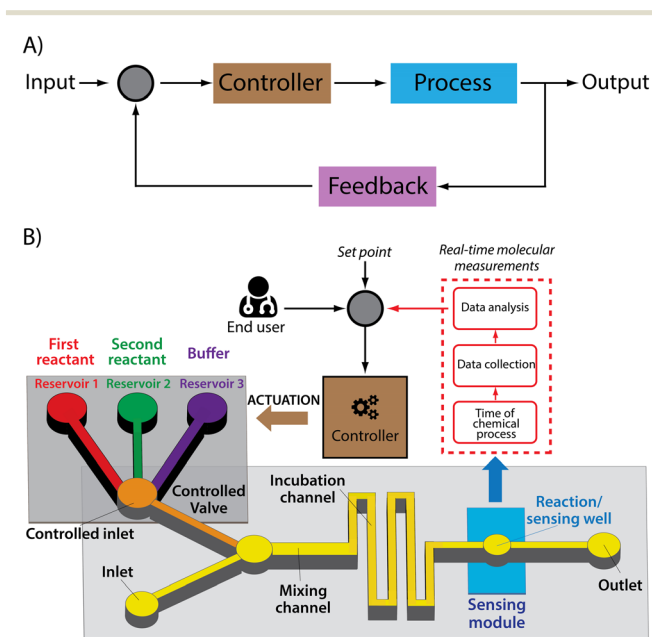 A)
Input
Controller
Process
Output
Feedback
B)
Set point
Real-time molecular
measurements
End user
Data analysis
Data collection
Time of
chemical
process
First
reactant
Second
reactant
Buffer
Reservoir 1
Reservoir 2
Reservoir 3
ACTUATION
Controller
Controlled
Valve
Incubation
channel
Controlled inlet
Reaction/
sensing well
Inlet
Mixing
channel
Outlet
Sensing
module